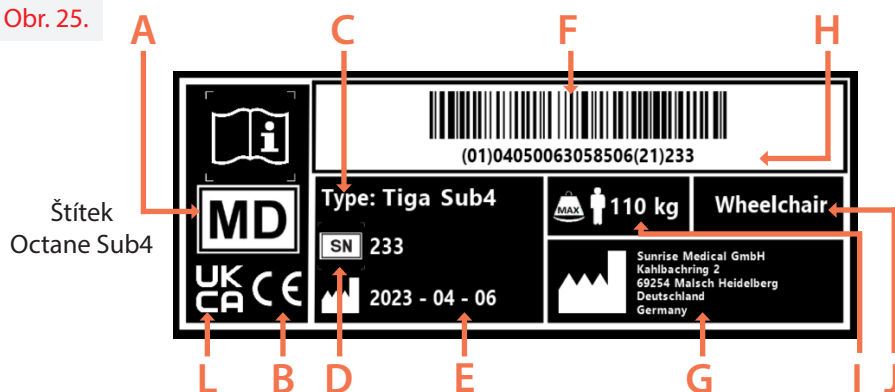 Obr. 25.
A C F H
(01)04050063058506(21)233
Štítek
Octane Sub4
MD
Type: Tiga Sub4
MAX 110 kg
Wheelchair
SN 233
2023 - 04 - 06
Sunrise Medical GmbH
Kahlbachring 2
69254 Malsch Heidelberg
Deutschland
Germany
UK
CA CE
L B D E G I J